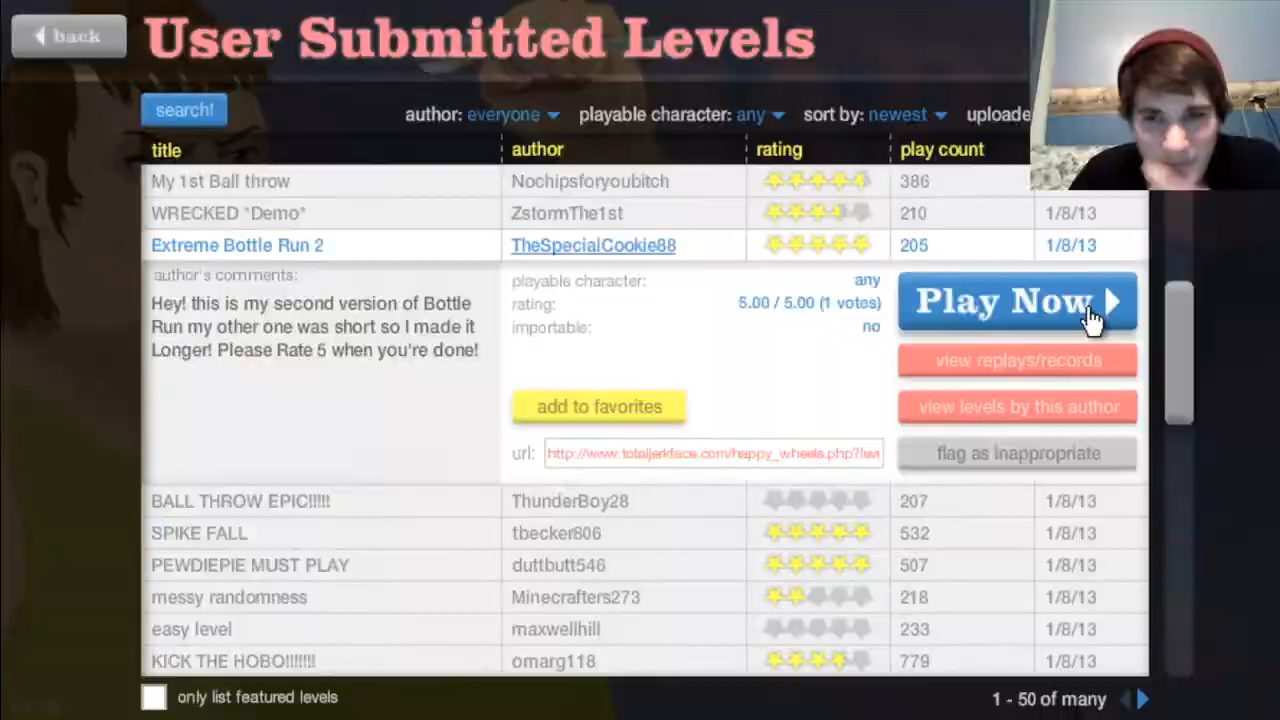 back
User Submitted Levels
search!
author: everyone playable character: any sort by: newest uploade
title author rating play count
My 1st Ball throw Nochipsforyoubitch 386
WRECKED *Demo* ZstormThe1st 210 1/8/13
Extreme Bottle Run 2 TheSpecialCookie88 205 1/8/13
author's comments:
Hey! this is my second version of Bottle
Run my other one was short so I made it
Longer! Please Rate 5 when you're done!
playable character: any
rating: 5.00 / 5.00 (1 votes)
importable: no
add to favorites
url: http://www.totaljerkface.com/happy_wheels.php?leve
Play Now
view replays/records
view levels by this author
flag as inappropriate
BALL THROW EPIC!!!!! ThunderBoy28 207 1/8/13
SPIKE FALL tbecker806 532 1/8/13
PEWDIEPIE MUST PLAY duttbutt546 507 1/8/13
messy randomness Minecrafters273 218 1/8/13
easy level maxwellhill 233 1/8/13
KICK THE HOBO!!!!!!! omarg118 779 1/8/13
only list featured levels
1 - 50 of many